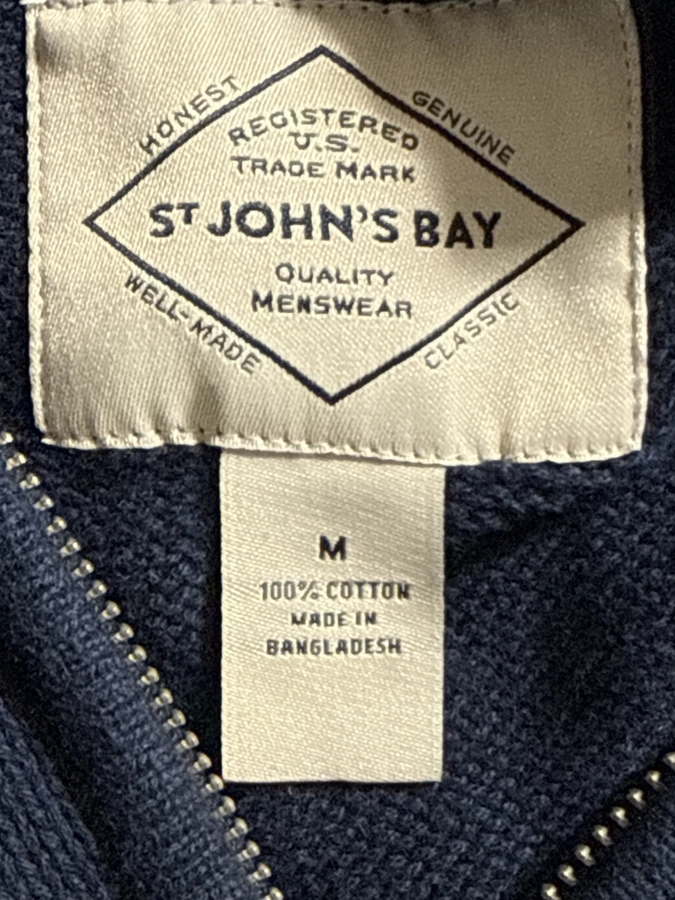 HONEST
GENUINE
REGISTERED
U.S.
TRADE MARK
ST JOHN'S BAY
QUALITY
MENSWEAR
WELL-MADE
CLASSIC
M
100% COTTON
MADE IN
BANGLADESH